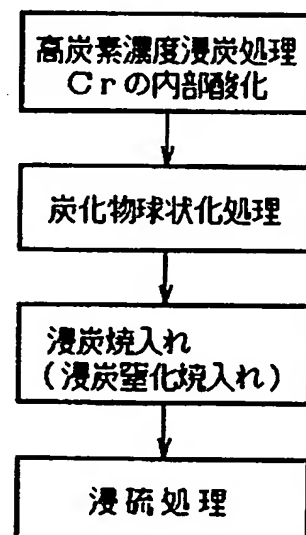 高炭素濃度浸炭処理
Crの内部酸化
炭化物球状化処理
浸炭焼入れ
(浸炭窒化焼入れ)
浸硫処理